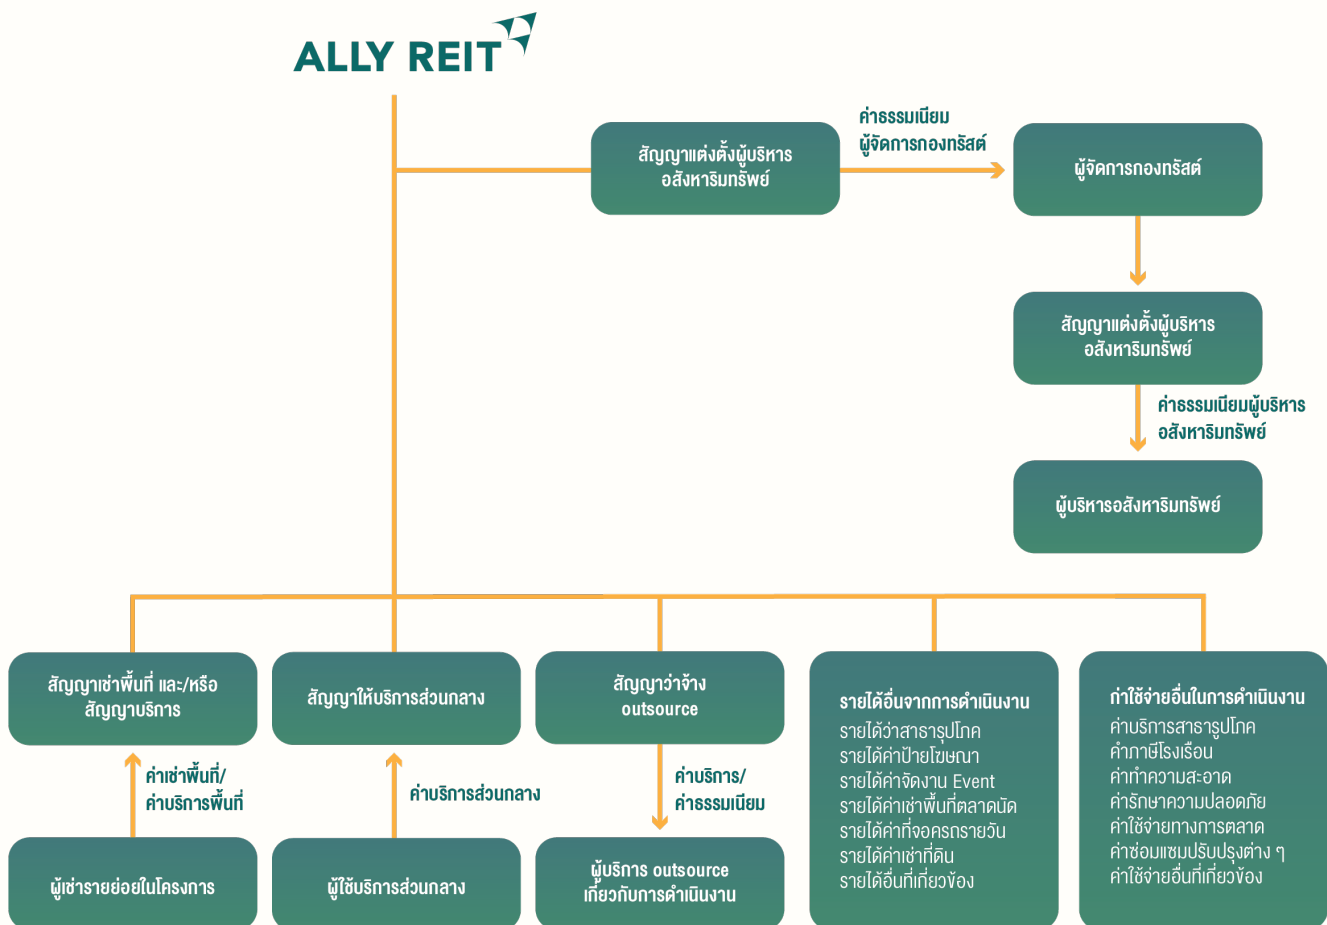 ALLY REIT
สัญญาแต่งตั้งผู้บริหาร
อสังหาริมทรัพย์
ค่าธรรมเนียม
ผู้จัดการกองทรัสต์
ผู้จัดการกองทรัสต์
สัญญาแต่งตั้งผู้บริหาร
อสังหาริมทรัพย์
ค่าธรรมเนียมผู้บริหาร
อสังหาริมทรัพย์
ผู้บริหารอสังหาริมทรัพย์
สัญญาเช่าพื้นที่ และ/หรือ
สัญญาบริการ
ค่าเช่าพื้นที่/
ค่าบริการพื้นที่
ผู้เช่ารายย่อยในโครงการ
สัญญาให้บริการส่วนกลาง
ค่าบริการส่วนกลาง
ผู้ใช้บริการส่วนกลาง
สัญญาว่าจ้าง
outsource
ค่าบริการ/
ค่าธรรมเนียม
ผู้บริการ outsource
เกี่ยวกับการดำเนินงาน
รายได้อื่นจากการดำเนินงาน
รายได้ว่าสาธารุปโภค
รายได้ค่าป้ายโฆษณา
รายได้ค่าจัดงาน Event
รายได้ค่าเช่าพื้นที่ตลาดนัด
รายได้ค่าที่จอดรถรายวัน
รายได้ค่าเช่าที่ดิน
รายได้อื่นที่เกี่ยวข้อง
ก่าใช้จ่ายอื่นในการดำเนินงาน
ค่าบริการสาธารูปโภค
คำภาษีโรงเรือน
ค่าทำความสะอาด
ค่ารักษาความปลอดภัย
ค่าใช้จ่ายทางการตลาด
ค่าซ่อมแซมปรับปรุงต่าง ๆ
ค่าใช้จ่ายอื่นที่เกี่ยวข้อง